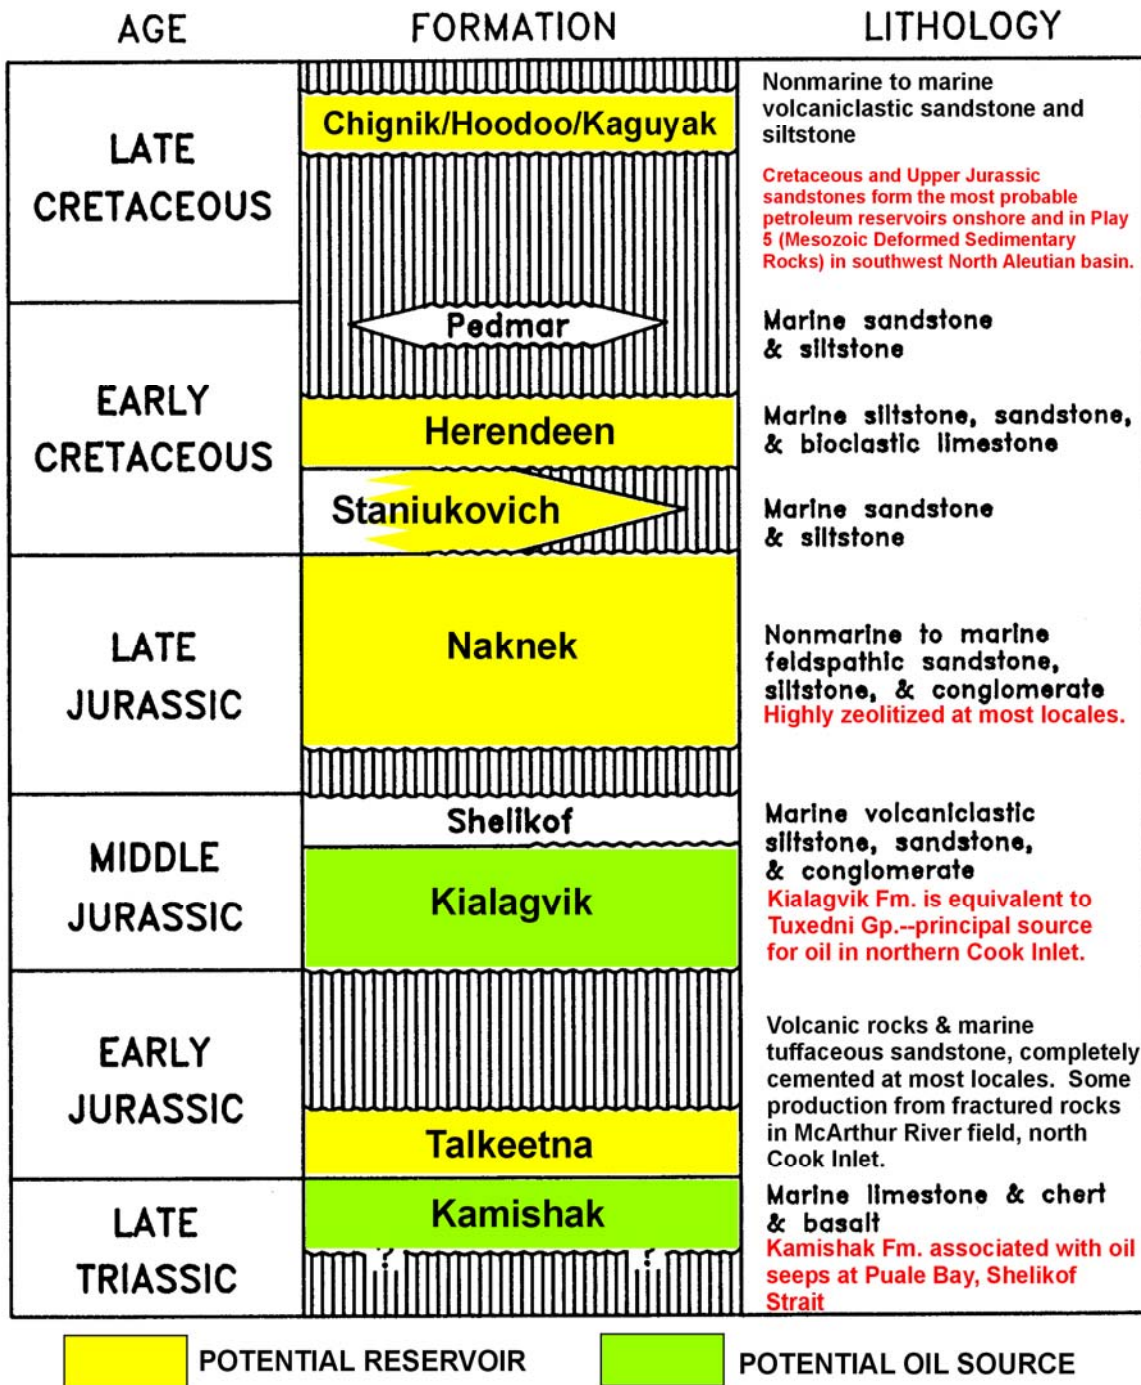 AGE
FORMATION
LITHOLOGY
LATE
CRETACEOUS
Chignik/Hoodoo/Kaguyak
Nonmarine to marine
volcaniclastic sandstone and
siltstone
Cretaceous and Upper Jurassic
sandstones form the most probable
petroleum reservoirs onshore and in Play
5 (Mesozoic Deformed Sedimentary
Rocks) in southwest North Aleutian basin.
EARLY
CRETACEOUS
Pedmar
Marine sandstone
& siltstone
Herendeen
Marine siltstone, sandstone,
& bioclastic limestone
Staniukovich
Marine sandstone
& siltstone
LATE
JURASSIC
Naknek
Nonmarine to marine
feldspathic sandstone,
siltstone, & conglomerate
Highly zeolitized at most locales.
MIDDLE
JURASSIC
Shelikof
Marine volcaniclastic
siltstone, sandstone,
& conglomerate
Kialagvik
Kialagvik Fm. is equivalent to
Tuxedni Gp.--principal source
for oil in northern Cook Inlet.
EARLY
JURASSIC
Talkeetna
Volcanic rocks & marine
tuffaceous sandstone, completely
cemented at most locales. Some
production from fractured rocks
in McArthur River field, north
Cook Inlet.
LATE
TRIASSIC
Kamishak
? ?
Marine limestone & chert
& basalt
Kamishak Fm. associated with oil
seeps at Puale Bay, Shelikof
Strait
POTENTIAL RESERVOIR
POTENTIAL OIL SOURCE